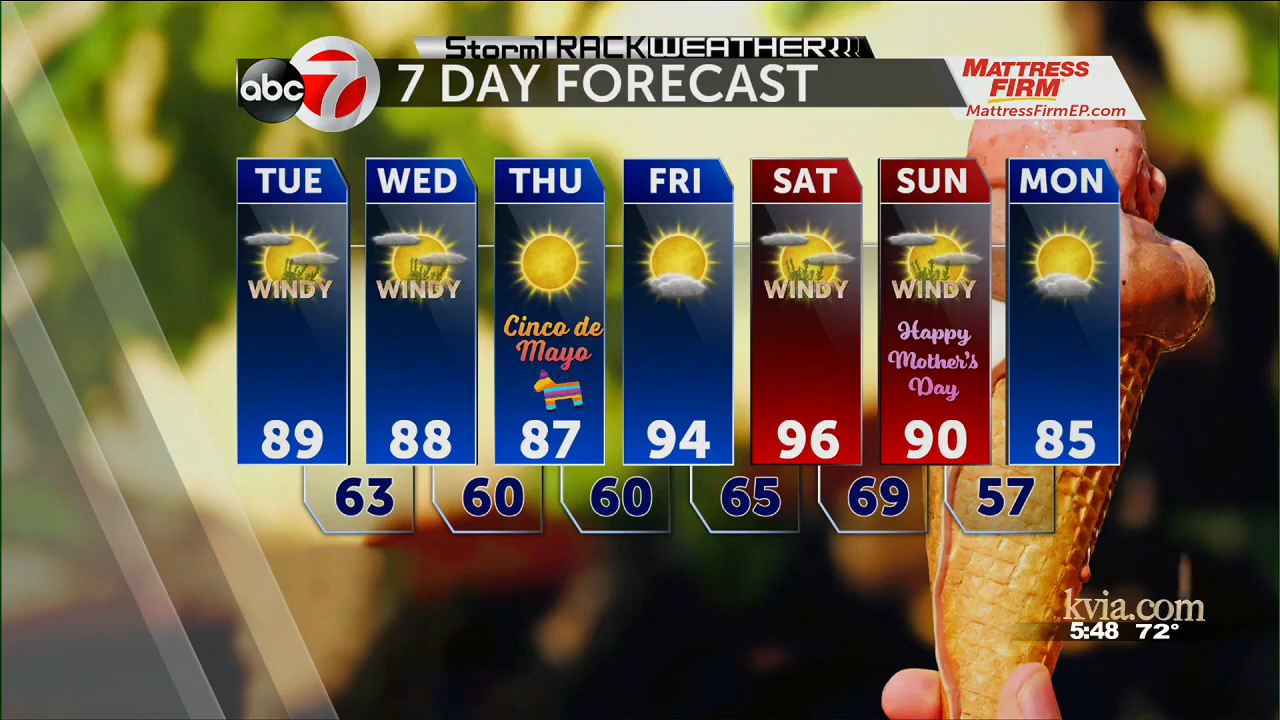 StormTRACK WEATHER
abc 7
7 DAY FORECAST
MATTRESS
FIRM
MattressFirmEP.com
TUE WED THU FRI SAT SUN MON
WINDY WINDY WINDY WINDY
Cinco de
Mayo
Happy
Mother's
Day
89 88 87 94 96 90 85
63 60 60 65 69 57
kvia.com
5:48 72°